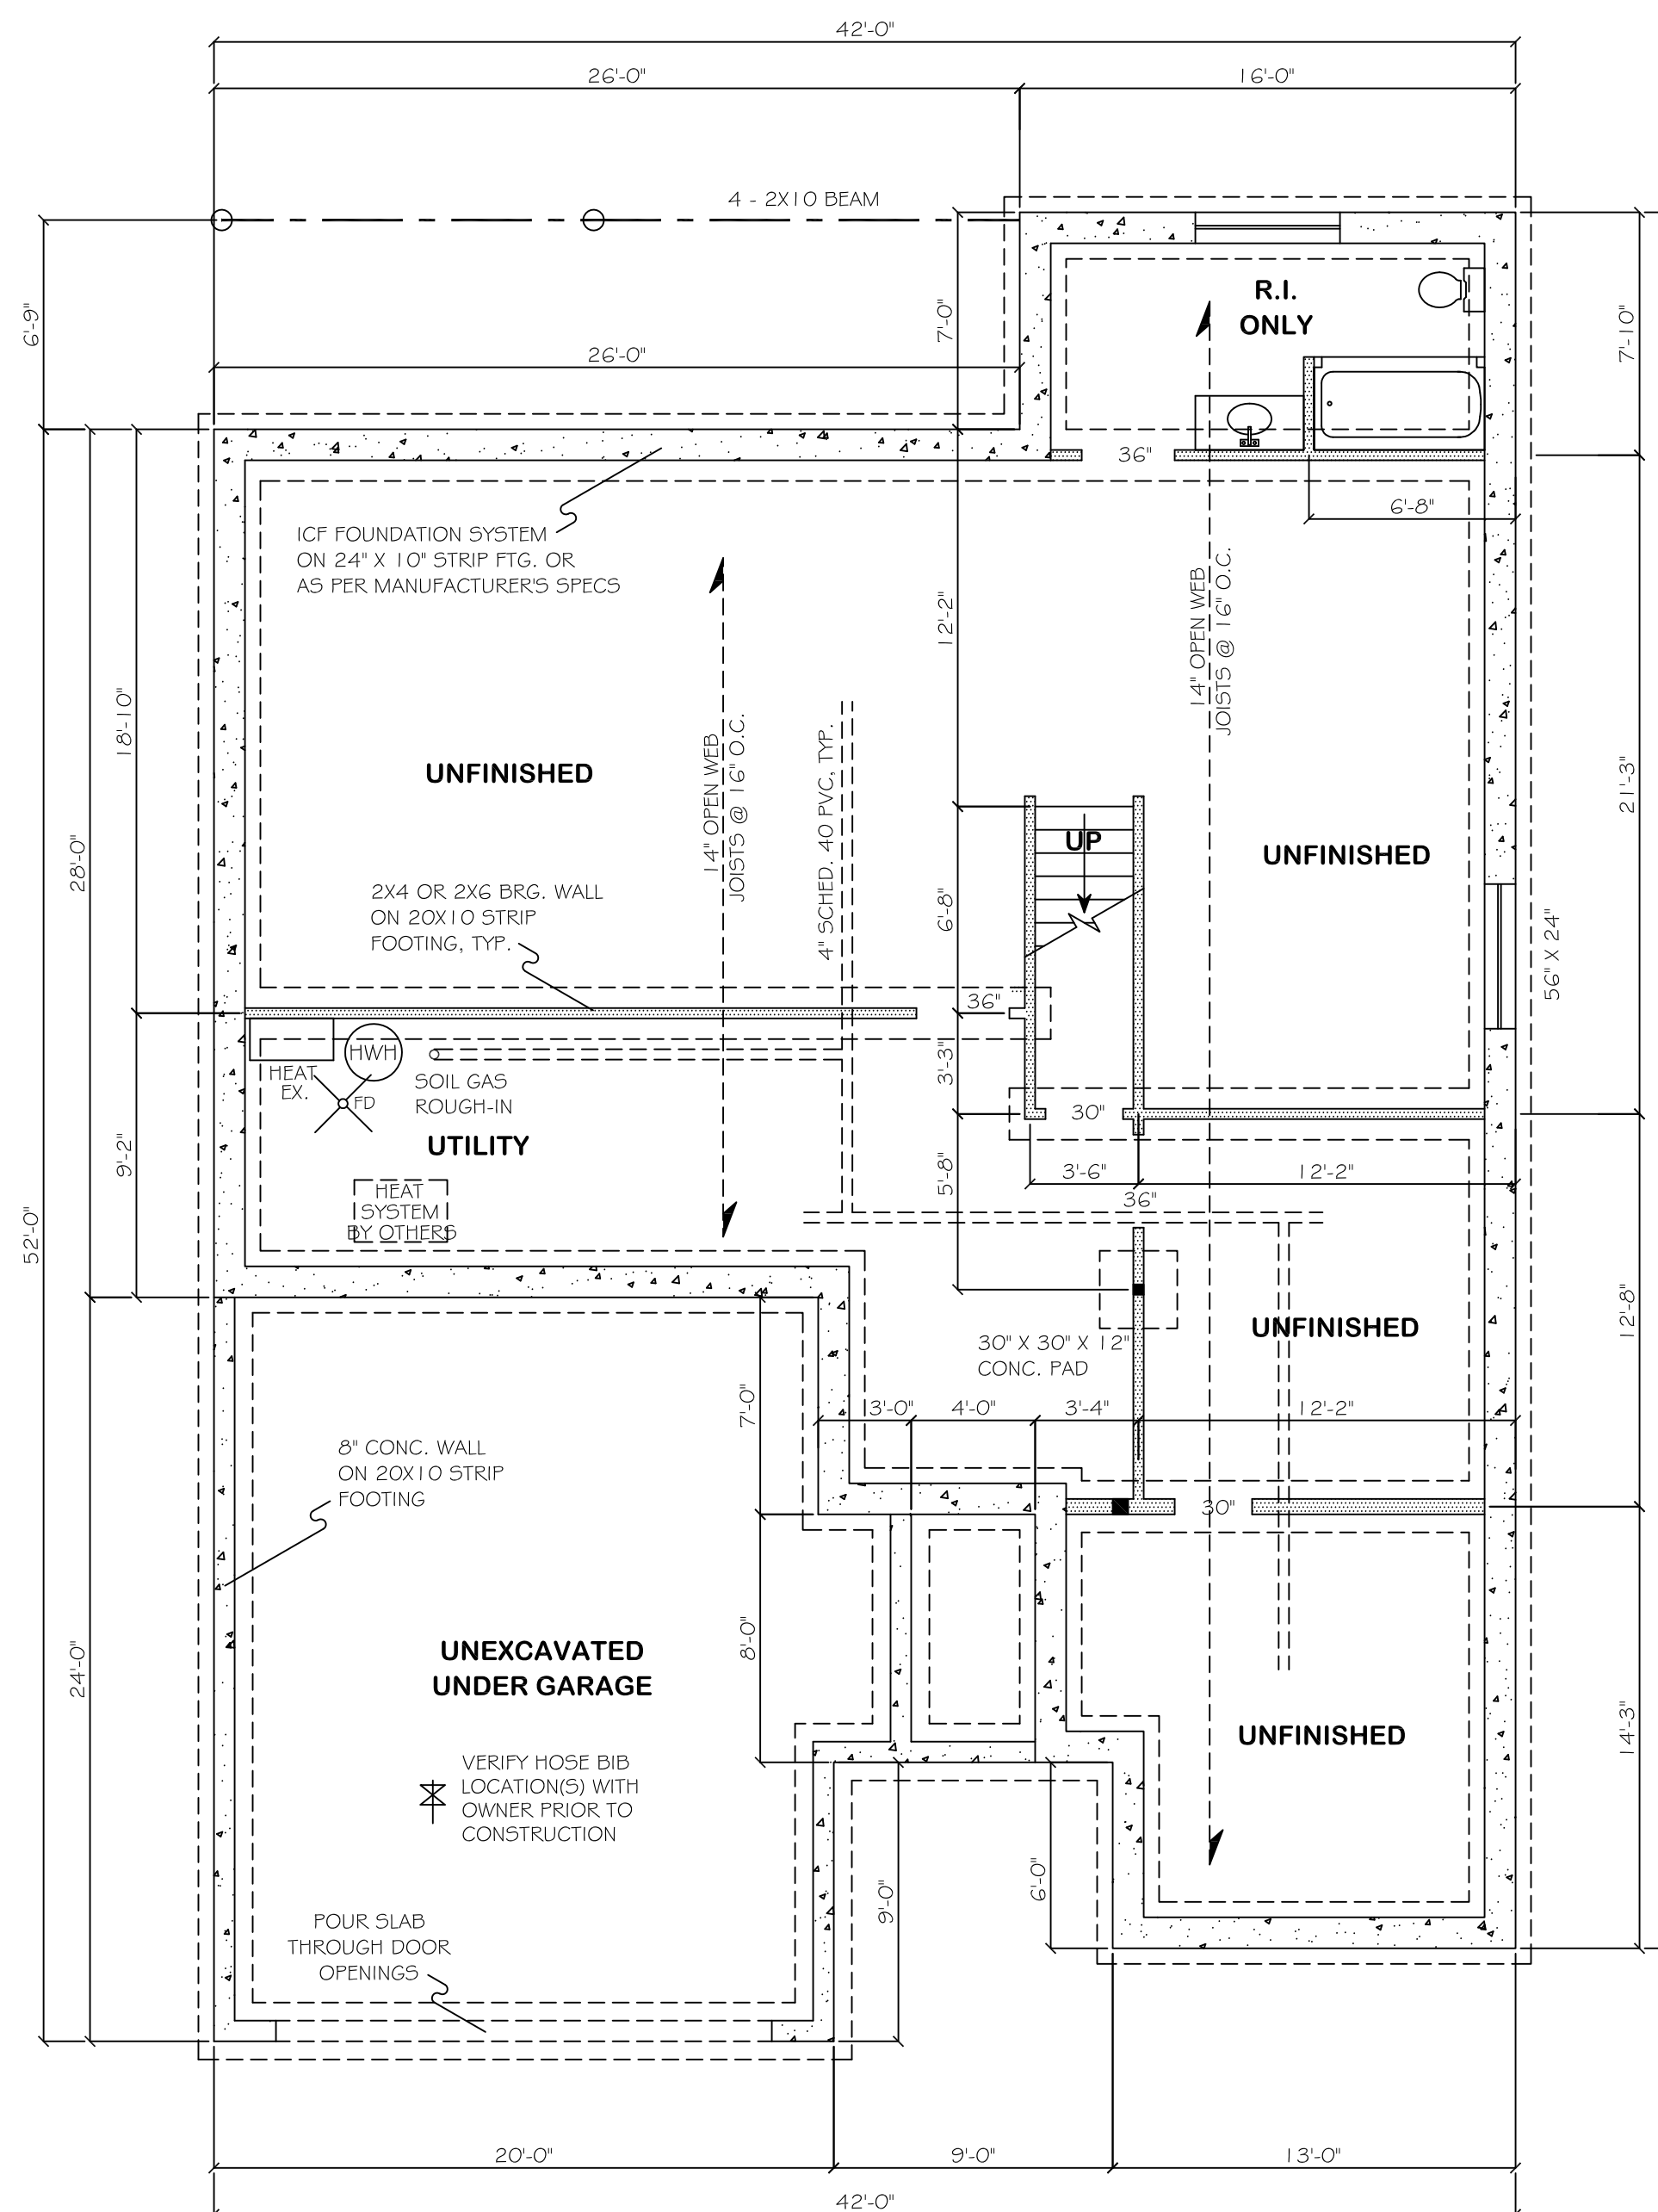 42'-0"
26'-0"
16'-0"
4 - 2X10 BEAM
6'-9"
7'-0"
R.I.
ONLY
7'-10"
26'-0"
36"
6'-8"
ICF FOUNDATION SYSTEM
ON 24" X 10" STRIP FTG. OR
AS PER MANUFACTURER'S SPECS
12'-2"
14" OPEN WEB
JOISTS @ 16" O.C.
18'-10"
28'-0"
UNFINISHED
14" OPEN WEB
JOISTS @ 16" O.C.
4" SCHED. 40 PVC, TYP.
UP
UNFINISHED
21'-3"
2X4 OR 2X6 BRG. WALL
ON 20X10 STRIP
FOOTING, TYP.
6'-8"
56" X 24"
36"
HWH
HEAT
EX.
FD
SOIL GAS
ROUGH-IN
3'-3"
30"
UTILITY
9'-2"
5'-8"
3'-6"
12'-2"
36"
HEAT
SYSTEM
BY OTHERS
52'-0"
UNFINISHED
12'-8"
30" X 30" X 12"
CONC. PAD
7'-0"
3'-0"
4'-0"
3'-4"
12'-2"
8" CONC. WALL
ON 20X10 STRIP
FOOTING
30"
24'-0"
8'-0"
UNEXCAVATED
UNDER GARAGE
UNFINISHED
14'-3"
VERIFY HOSE BIB
LOCATION(S) WITH
OWNER PRIOR TO
CONSTRUCTION
9'-0"
6'-0"
POUR SLAB
THROUGH DOOR
OPENINGS
20'-0"
9'-0"
13'-0"
42'-0"